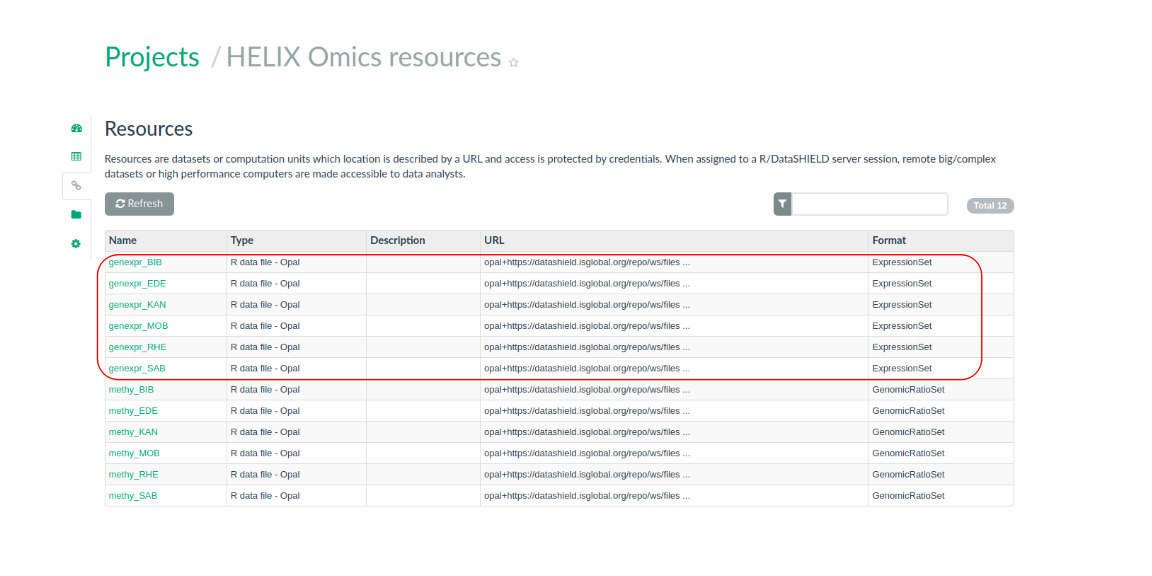 Projects / HELIX Omics resources
Resources
Resources are datasets or computation units which location is described by a URL and access is protected by credentials. When assigned to a R/DataSHIELD server session, remote big/complex
datasets or high performance computers are made accessible to data analysts.
Refresh
Total 12
Name Type Description URL Format
genexpr_BIB R data file - Opal opal+https://datashield.isglobal.org/repo/ws/files ... ExpressionSet
genexpr_EDE R data file - Opal opal+https://datashield.isglobal.org/repo/ws/files ... ExpressionSet
genexpr_KAN R data file - Opal opal+https://datashield.isglobal.org/repo/ws/files ... ExpressionSet
genexpr_MOB R data file - Opal opal+https://datashield.isglobal.org/repo/ws/files ... ExpressionSet
genexpr_RHE R data file - Opal opal+https://datashield.isglobal.org/repo/ws/files ... ExpressionSet
genexpr_SAB R data file - Opal opal+https://datashield.isglobal.org/repo/ws/files ... ExpressionSet
methy_BIB R data file - Opal opal+https://datashield.isglobal.org/repo/ws/files ... GenomicRatioSet
methy_EDE R data file - Opal opal+https://datashield.isglobal.org/repo/ws/files ... GenomicRatioSet
methy_KAN R data file - Opal opal+https://datashield.isglobal.org/repo/ws/files ... GenomicRatioSet
methy_MOB R data file - Opal opal+https://datashield.isglobal.org/repo/ws/files ... GenomicRatioSet
methy_RHE R data file - Opal opal+https://datashield.isglobal.org/repo/ws/files ... GenomicRatioSet
methy_SAB R data file - Opal opal+https://datashield.isglobal.org/repo/ws/files ... GenomicRatioSet